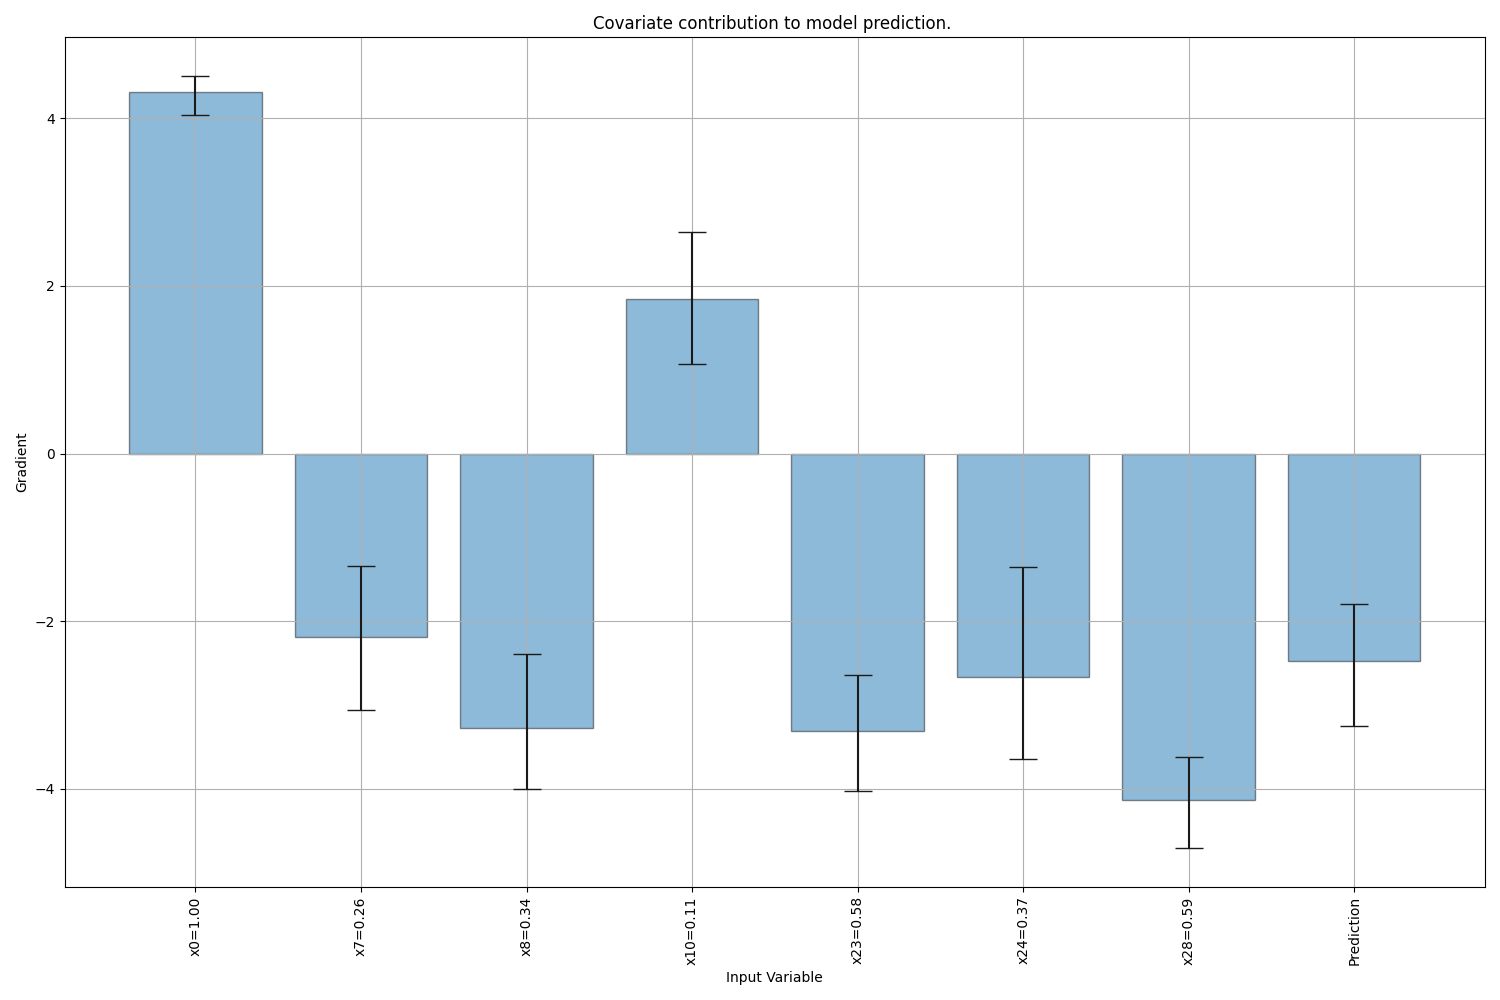 Covariate contribution to model prediction.
Gradient
4
2
0
−2
−4
x0=1.00
x7=0.26
x8=0.34
x10=0.11
x23=0.58
x24=0.37
x28=0.59
Prediction
Input Variable